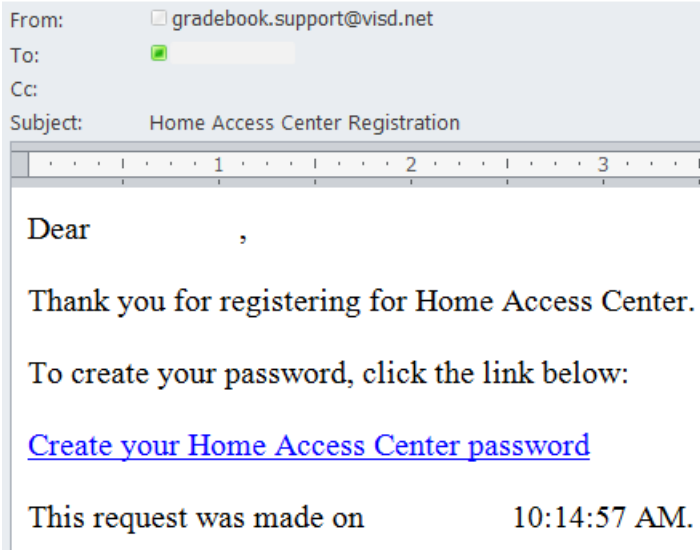 From: gradebook.support@visd.net
To:
Cc:
Subject: Home Access Center Registration
1 2 3
Dear ,
Thank you for registering for Home Access Center.
To create your password, click the link below:
Create your Home Access Center password
This request was made on 10:14:57 AM.